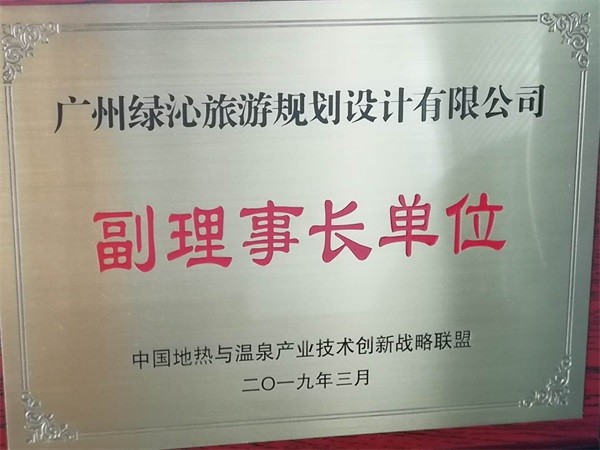 广州绿沁旅游规划设计有限公司
副理事长单位
中国地热与温泉产业技术创新战略联盟
二〇一九年三月